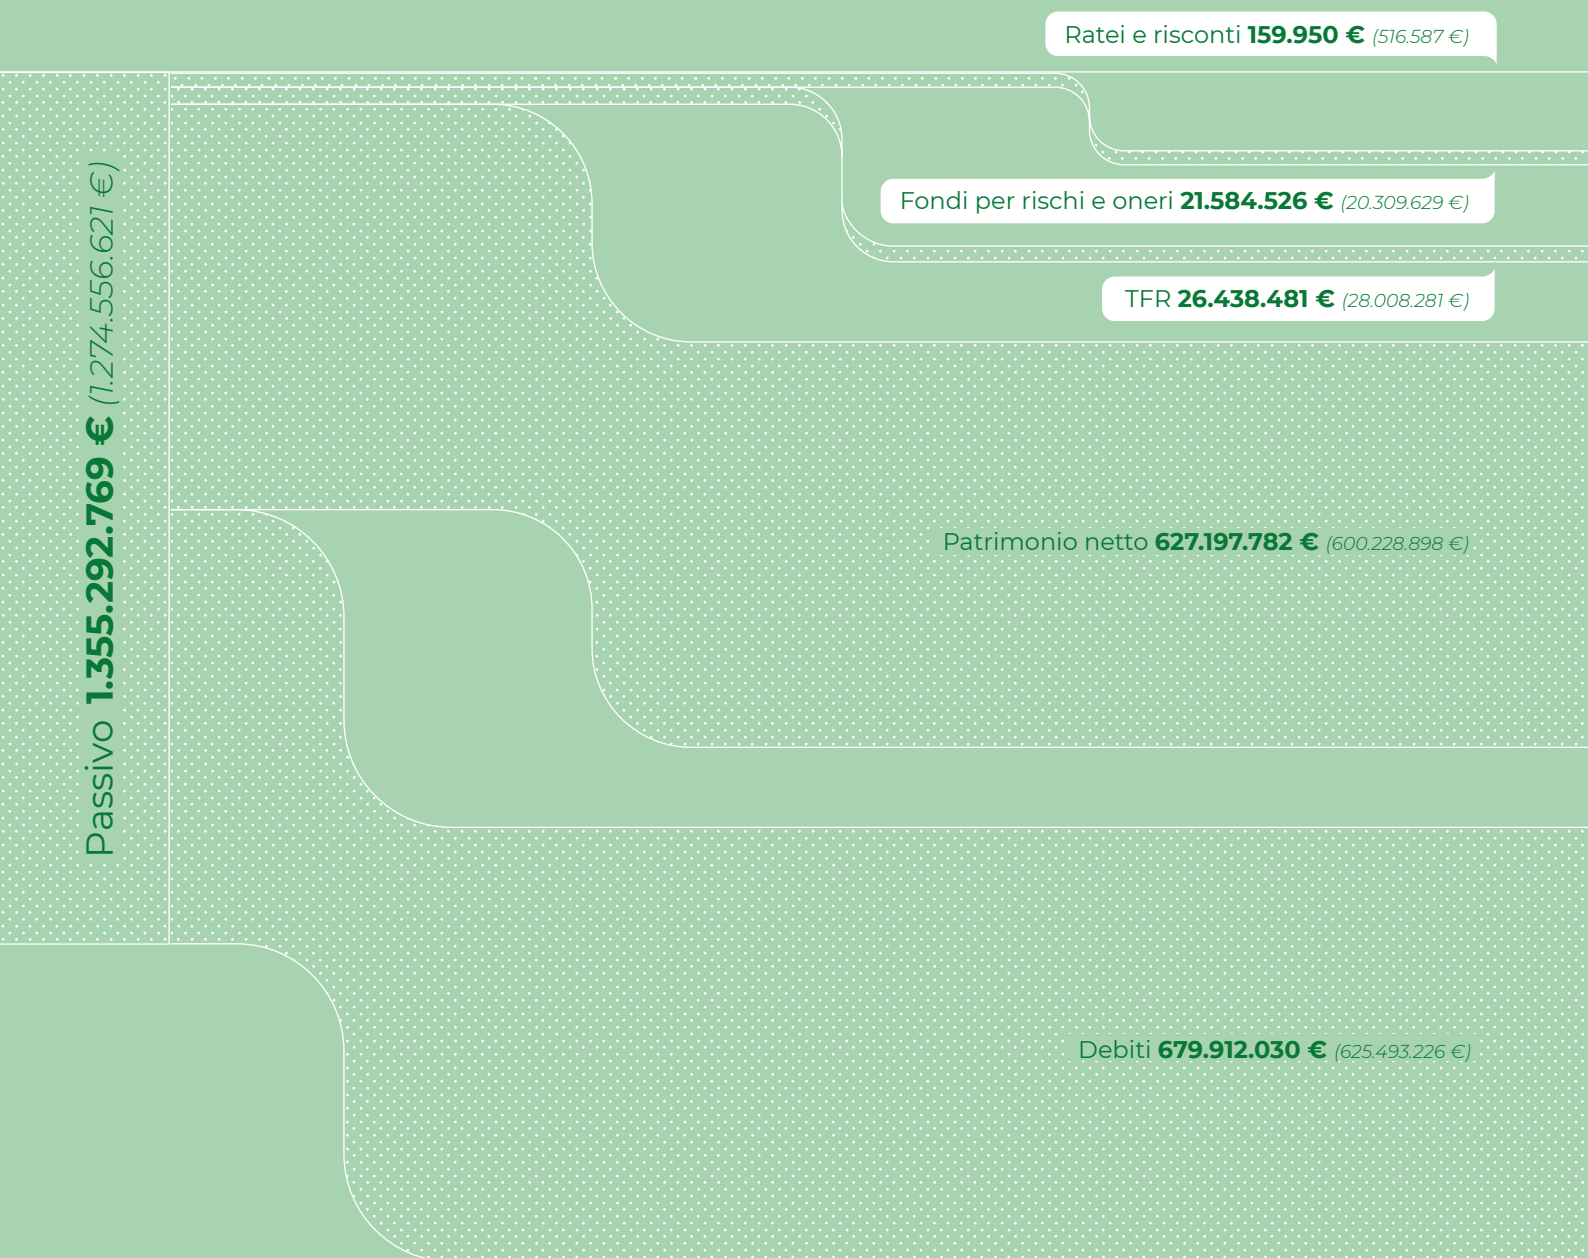 Ratei e risconti 159.950 € (516.587 €)
Fondi per rischi e oneri 21.584.526 € (20.309.629 €)
TFR 26.438.481 € (28.008.281 €)
Passivo 1.355.292.769 € (1.274.556.621 €)
Patrimonio netto 627.197.782 € (600.228.898 €)
Debiti 679.912.030 € (625.493.226 €)